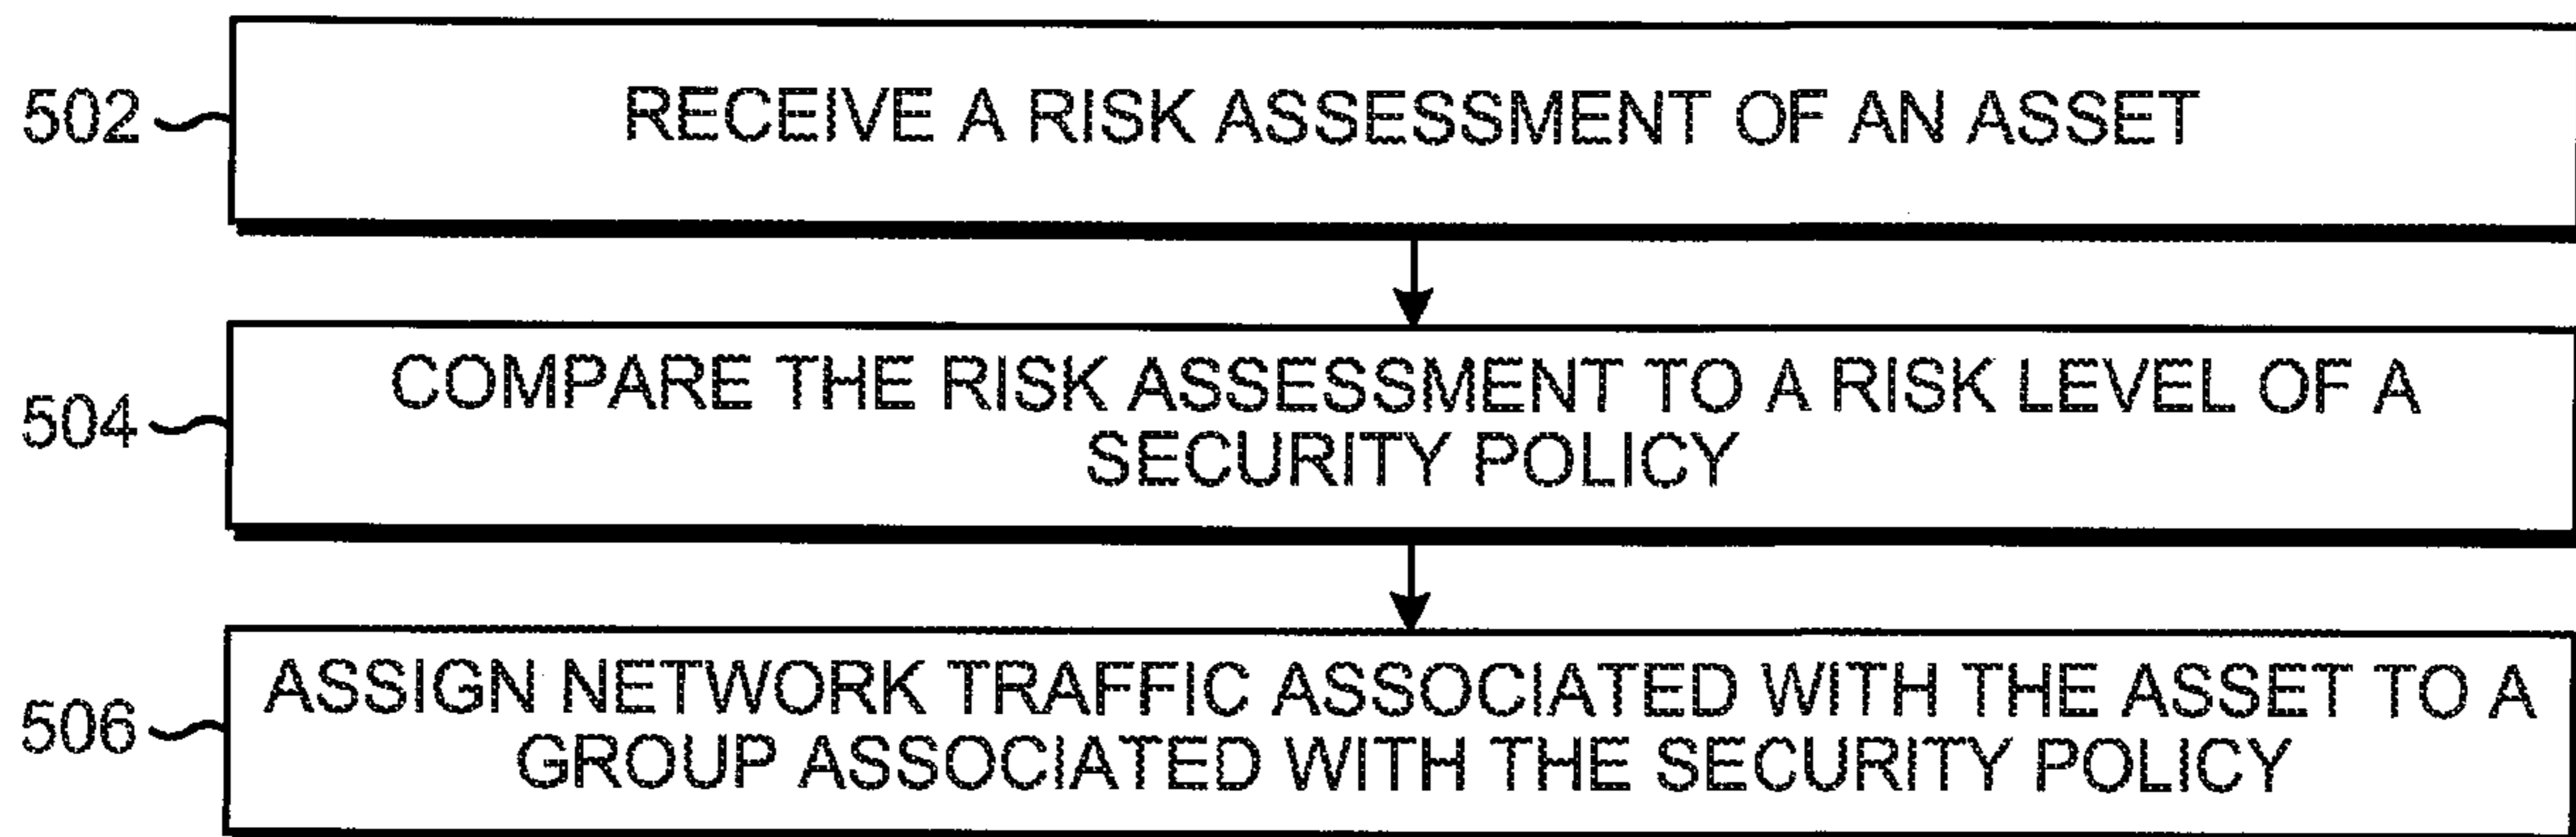 502
RECEIVE A RISK ASSESSMENT OF AN ASSET
504
COMPARE THE RISK ASSESSMENT TO A RISK LEVEL OF A
SECURITY POLICY
506
ASSIGN NETWORK TRAFFIC ASSOCIATED WITH THE ASSET TO A
GROUP ASSOCIATED WITH THE SECURITY POLICY